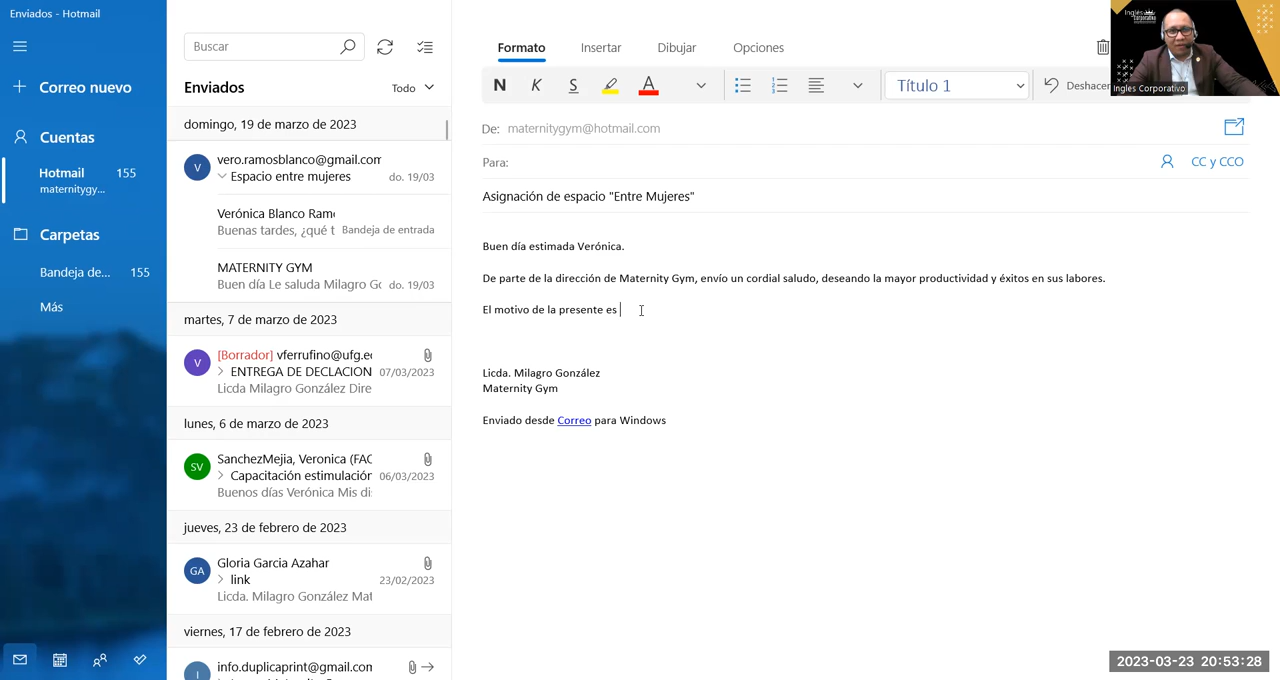 Enviados - Hotmail
Correo nuevo
Cuentas
Hotmail 155
maternitygy...
Carpetas
Bandeja de... 155
Más
Buscar
Enviados Todo
domingo, 19 de marzo de 2023
V vero.ramosblanco@gmail.com
Espacio entre mujeres do. 19/03
Verónica Blanco Ram
Buenas tardes, ¿qué t Bandeja de entrada
MATERNITY GYM
Buen día Le saluda Milagro Gc do. 19/03
martes, 7 de marzo de 2023
V [Borrador] vferrufino@ufg.ec
ENTREGA DE DECLACION 07/03/2023
Licda Milagro González Dire
lunes, 6 de marzo de 2023
SV SanchezMejia, Veronica (FAC
Capacitación estimulación 06/03/2023
Buenos días Verónica Mis di
jueves, 23 de febrero de 2023
GA Gloria Garcia Azahar
link 23/02/2023
Licda. Milagro González Mat
viernes, 17 de febrero de 2023
I info.duplicaprint@gmail.com
Formato Insertar Dibujar Opciones
N K S A Título 1 Deshacer
De: maternitygym@hotmail.com
Para: CC y CCO
Asignación de espacio "Entre Mujeres"
Buen día estimada Verónica.
De parte de la dirección de Maternity Gym, envío un cordial saludo, deseando la mayor productividad y éxitos en sus labores.
El motivo de la presente es
Licda. Milagro González
Maternity Gym
Enviado desde Correo para Windows
Inglés
Corporativo
Ingles Corporativo
2023-03-23 20:53:28